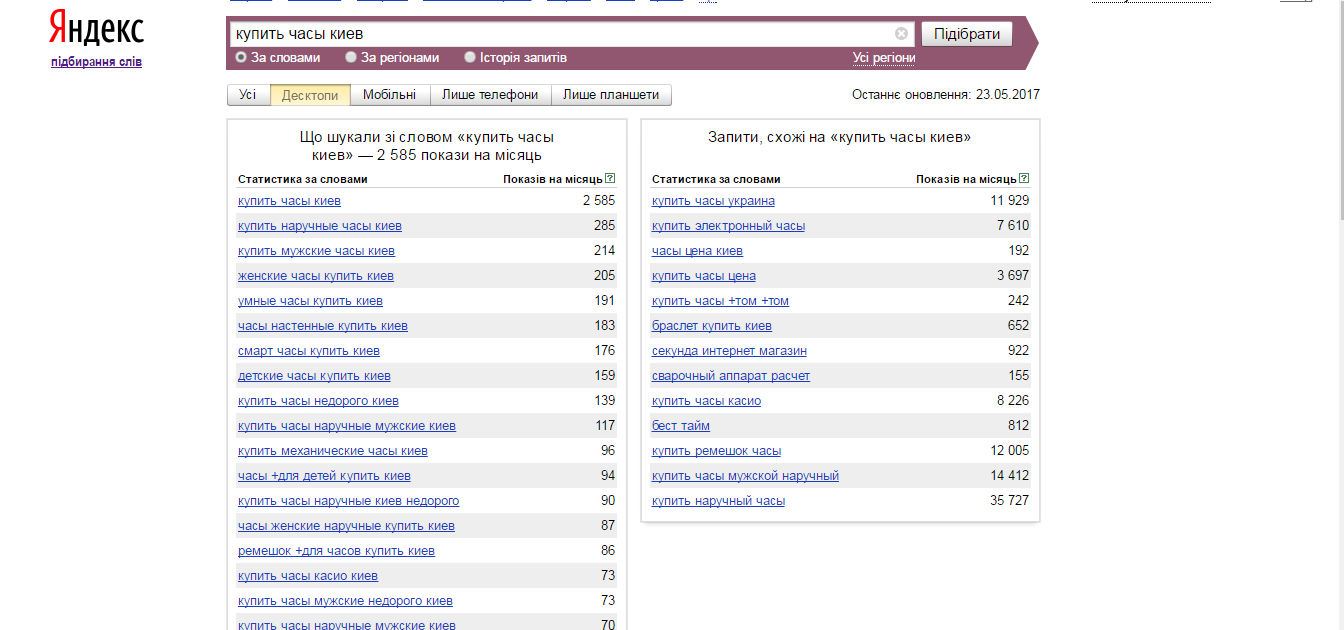 Яндекс
підбирання слів
купить часы киев
Підібрати
За словами За регіонами Історія запитів Усі регіони
Усі Десктопи Мобільні Лише телефони Лише планшети
Останнє оновлення: 23.05.2017
Що шукали зі словом «купить часы
киев» — 2 585 покази на місяць
Статистика за словами Показів на місяць ?
купить часы киев 2 585
купить наручные часы киев 285
купить мужские часы киев 214
женские часы купить киев 205
умные часы купить киев 191
часы настенные купить киев 183
смарт часы купить киев 176
детские часы купить киев 159
купить часы недорого киев 139
купить часы наручные мужские киев 117
купить механические часы киев 96
часы +для детей купить киев 94
купить часы наручные киев недорого 90
часы женские наручные купить киев 87
ремешок +для часов купить киев 86
купить часы касио киев 73
купить часы мужские недорого киев 73
купить часы наручные мужские киев 70
Запити, схожі на «купить часы киев»
Статистика за словами Показів на місяць ?
купить часы украина 11 929
купить электронный часы 7 610
часы цена киев 192
купить часы цена 3 697
купить часы +том +том 242
браслет купить киев 652
секунда интернет магазин 922
сварочный аппарат расчет 155
купить часы касио 8 226
бест тайм 812
купить ремешок часы 12 005
купить часы мужской наручный 14 412
купить наручный часы 35 727